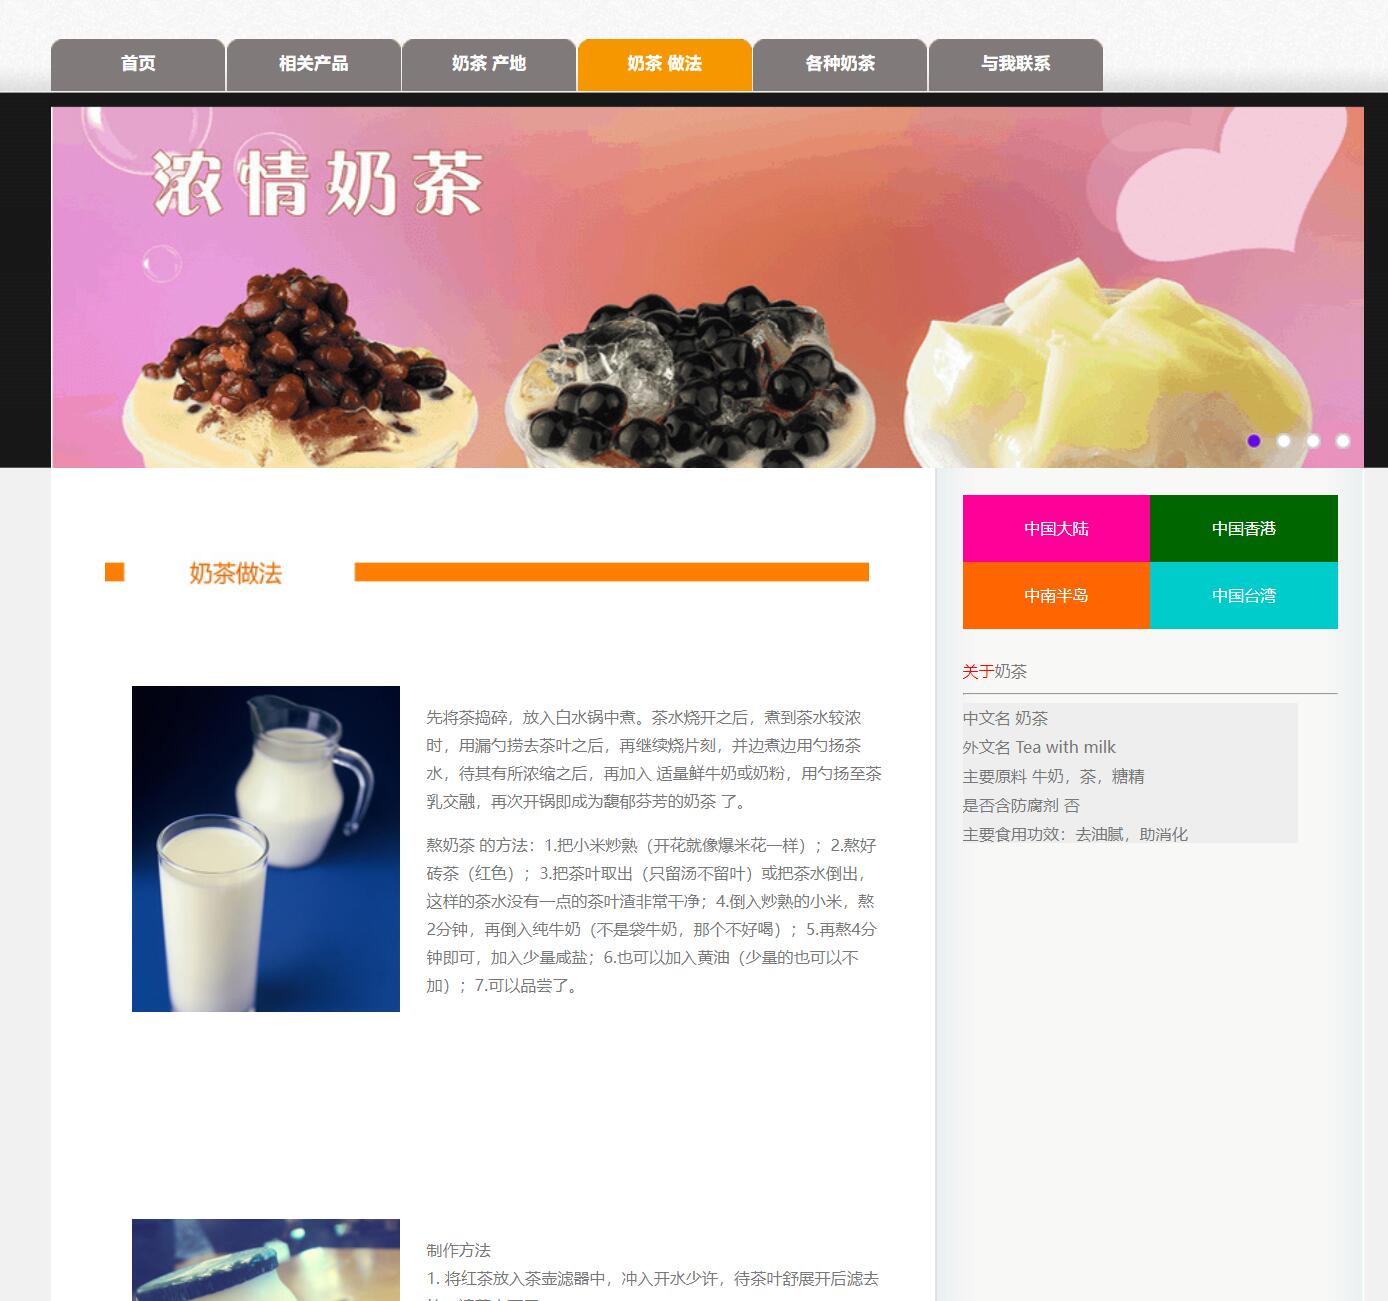 首页
相关产品
奶茶 产地
奶茶 做法
各种奶茶
与我联系
浓情奶茶
奶茶做法
先将茶捣碎，放入白水锅中煮。茶水烧开之后，煮到茶水较浓
时，用漏勺捞去茶叶之后，再继续烧片刻，并边煮边用勺扬茶
水，待其有所浓缩之后，再加入 适量鲜牛奶或奶粉，用勺扬至茶
乳交融，再次开锅即成为馥郁芬芳的奶茶 了。
熬奶茶 的方法：1.把小米炒熟（开花就像爆米花一样）；2.熬好
砖茶（红色）；3.把茶叶取出（只留汤不留叶）或把茶水倒出，
这样的茶水没有一点的茶叶渣非常干净；4.倒入炒熟的小米，熬
2分钟，再倒入纯牛奶（不是袋牛奶，那个不好喝）；5.再熬4分
钟即可，加入少量咸盐；6.也可以加入黄油（少量的也可以不
加）；7.可以品尝了。
制作方法
1. 将红茶放入茶壶滤器中，冲入开水少许，待茶叶舒展开后滤去
中国大陆
中国香港
中南半岛
中国台湾
关于奶茶
中文名 奶茶
外文名 Tea with milk
主要原料 牛奶，茶，糖精
是否含防腐剂 否
主要食用功效：去油腻，助消化